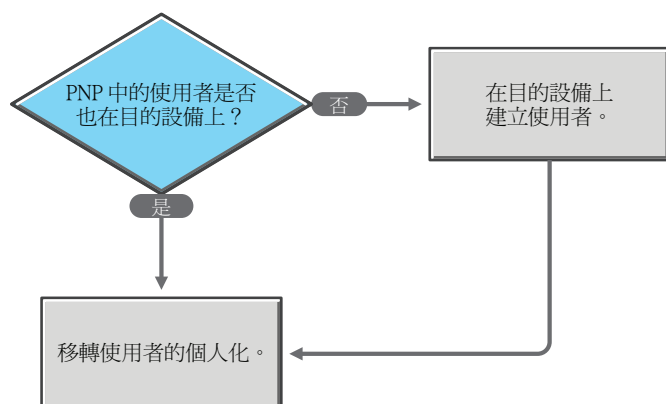 PNP 中的使用者是否
也在目的設備上？
否
在目的設備上
建立使用者。
是
移轉使用者的個人化。